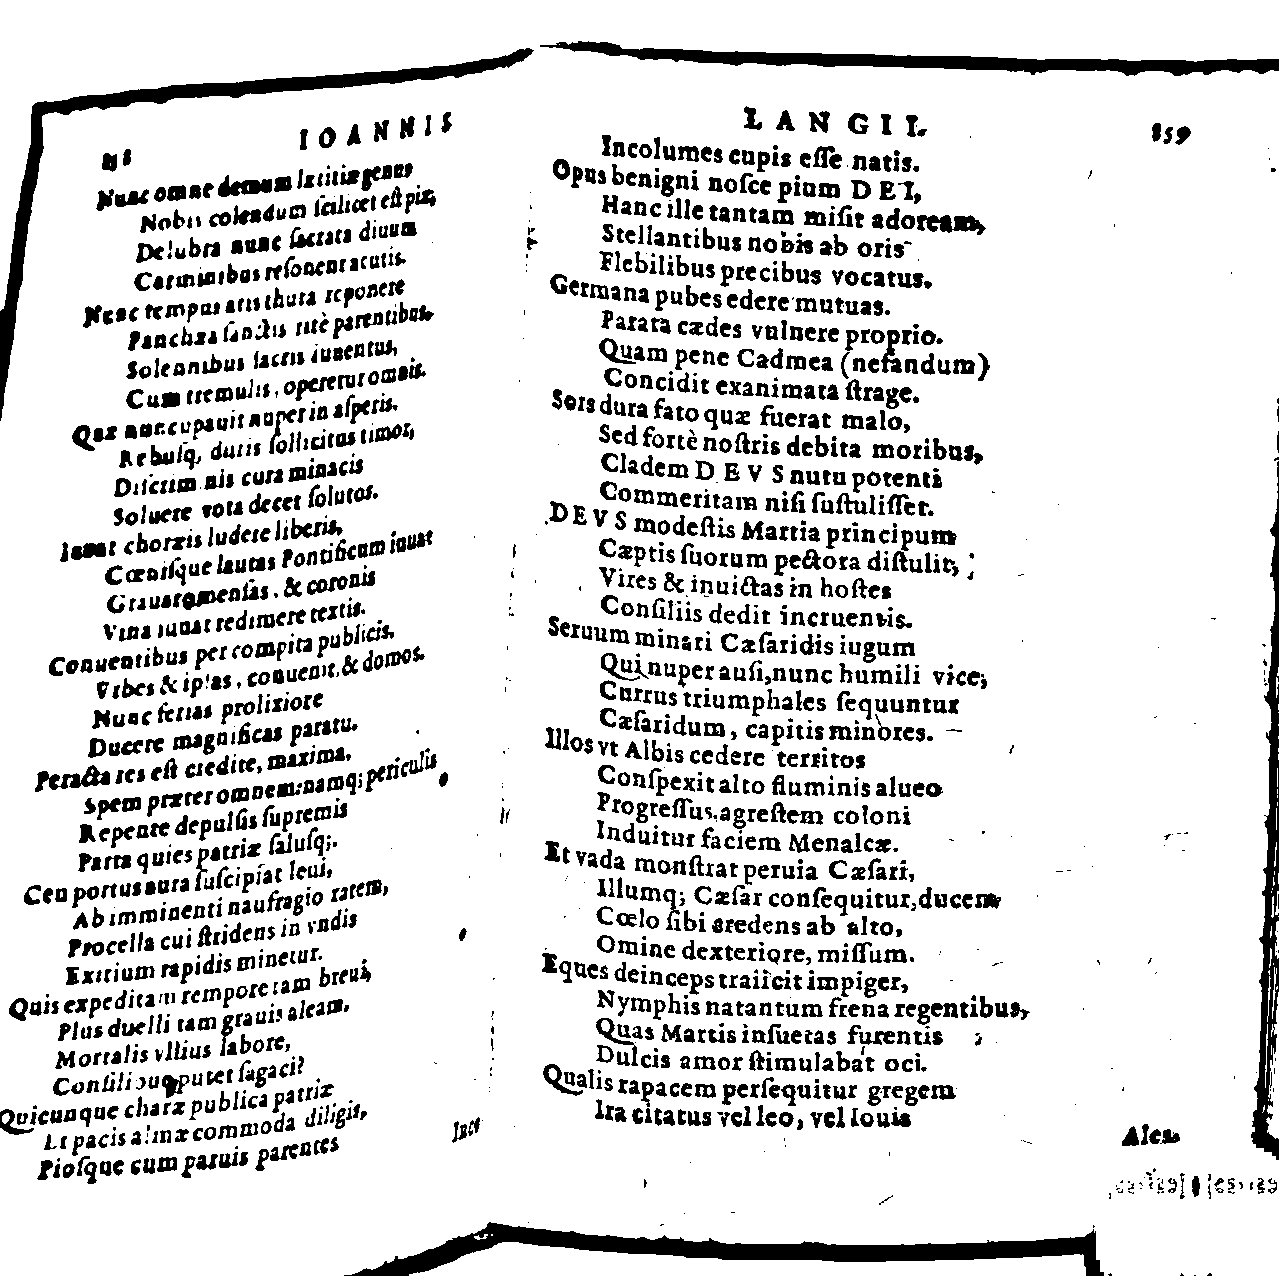 IOANNIS
Nunc omne demum lætitiæ genus
Nobis colendum scilicet est piæ,
Delubra nunc sacrata diuum
Carminibus resonent acutis.
Nunc tempus aris thura reponere
Panchæa sanctis ritè parentibus,
Solennibus sacris iuuentus,
Cum tremulis, operetur omnis.
Quæ nunc upauit nuper in asperis.
Rebusq, duris sollicitus timor,
Discrim nis cura minacis
Soluere vota decet solutos.
Iuuat choræis ludere liberis,
Cœnisque lautas Pontificum iuuat
Grauare mensas, & coronis
Vina iuuat redimere textis.
Conuentibus per compita publicis.
Vrbes & ipsas, conuenit, & domos.
Nunc ferias prolixiore
Ducere magnificas paratu.
Peracta res est credite, maxima,
Spem præter omnem: namq; periculis
Repente depulsis supremis
Parta quies patriæ salusq;.
Ceu portus aura suscipiat leui,
Ab imminenti naufragio ratem,
Procella cui stridens in vndis
Exitium rapidis minetur.
Quis expeditam tempore tam breui,
Plus duelli tam grauis aleam,
Mortalis vllius labore,
Consilioue putet sagaci?
Quicunque charæ publica patriæ
Et pacis almæ commoda diligis,
Piosque cum paruis parentes
Inco
LANGII.
159
Incolumes cupis esse natis.
Opus benigni nosce pium DEI,
Hanc ille tantam misit adoream,
Stellantibus nobis ab oris
Flebilibus precibus vocatus.
Germana pubes edere mutuas.
Parata cædes vulnere proprio.
Quam pene Cadmea (nefandum)
Concidit exanimata strage.
Sors dura fato quæ fuerat malo,
Sed fortè nostris debita moribus,
Cladem DEVS nutu potenti
Commeritam nisi sustulisset.
DEVS modestis Martia principum
Cæptis suorum pectora distulit,
Vires & inuictas in hostes
Consiliis dedit incruentis.
Seruum minari Cæsaridis iugum
Qui nuper ausi, nunc humili vice,
Currus triumphales sequuntur
Cæsaridum, capitis minores.
Illos vt Albis cedere territos
Conspexit alto fluminis alueo
Progressus, agrestem coloni
Induitur faciem Menalcæ.
Et vada monstrat peruia Cæsari,
Illumq; Cæsar consequitur, ducem
Cœlo sibi credens ab alto,
Omine dexteriore, missum.
Eques deinceps traiicit impiger,
Nymphis natantum frena regentibus,
Quas Martis insuetas furentis
Dulcis amor stimulabat oci.
Qualis rapacem persequitur gregem
Ira citatus vel leo, vel Iouis
Ales.